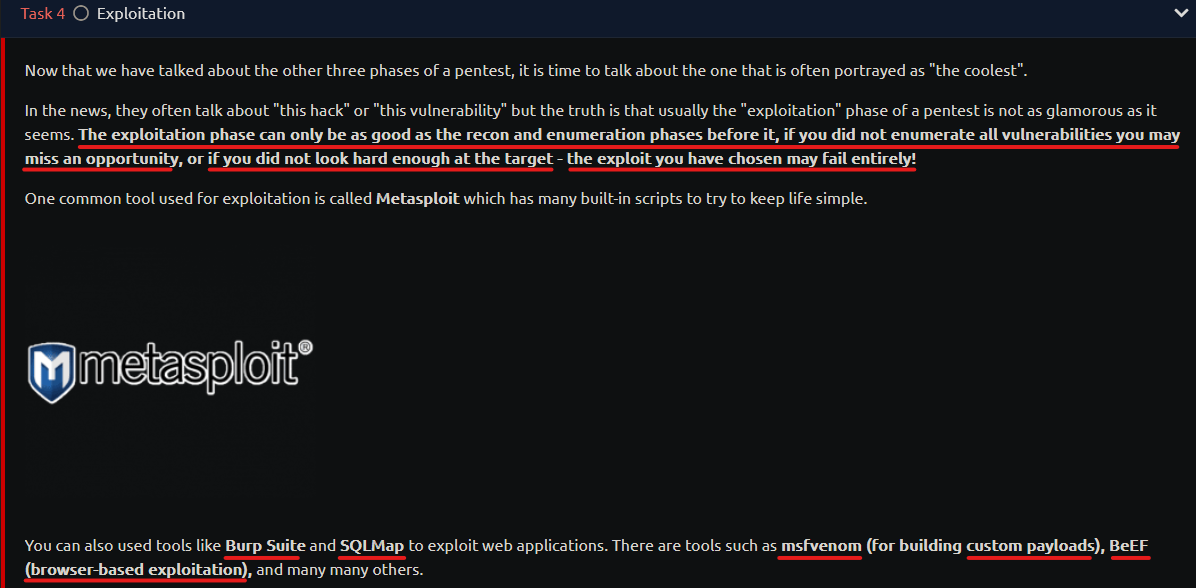 Task 4 Exploitation
Now that we have talked about the other three phases of a pentest, it is time to talk about the one that is often portrayed as "the coolest".
In the news, they often talk about "this hack" or "this vulnerability" but the truth is that usually the "exploitation" phase of a pentest is not as glamorous as it
seems. The exploitation phase can only be as good as the recon and enumeration phases before it, if you did not enumerate all vulnerabilities you may
miss an opportunity, or if you did not look hard enough at the target - the exploit you have chosen may fail entirely!
One common tool used for exploitation is called Metasploit which has many built-in scripts to try to keep life simple.
metasploit®
You can also used tools like Burp Suite and SQLMap to exploit web applications. There are tools such as msfvenom (for building custom payloads), BeEF
(browser-based exploitation), and many many others.